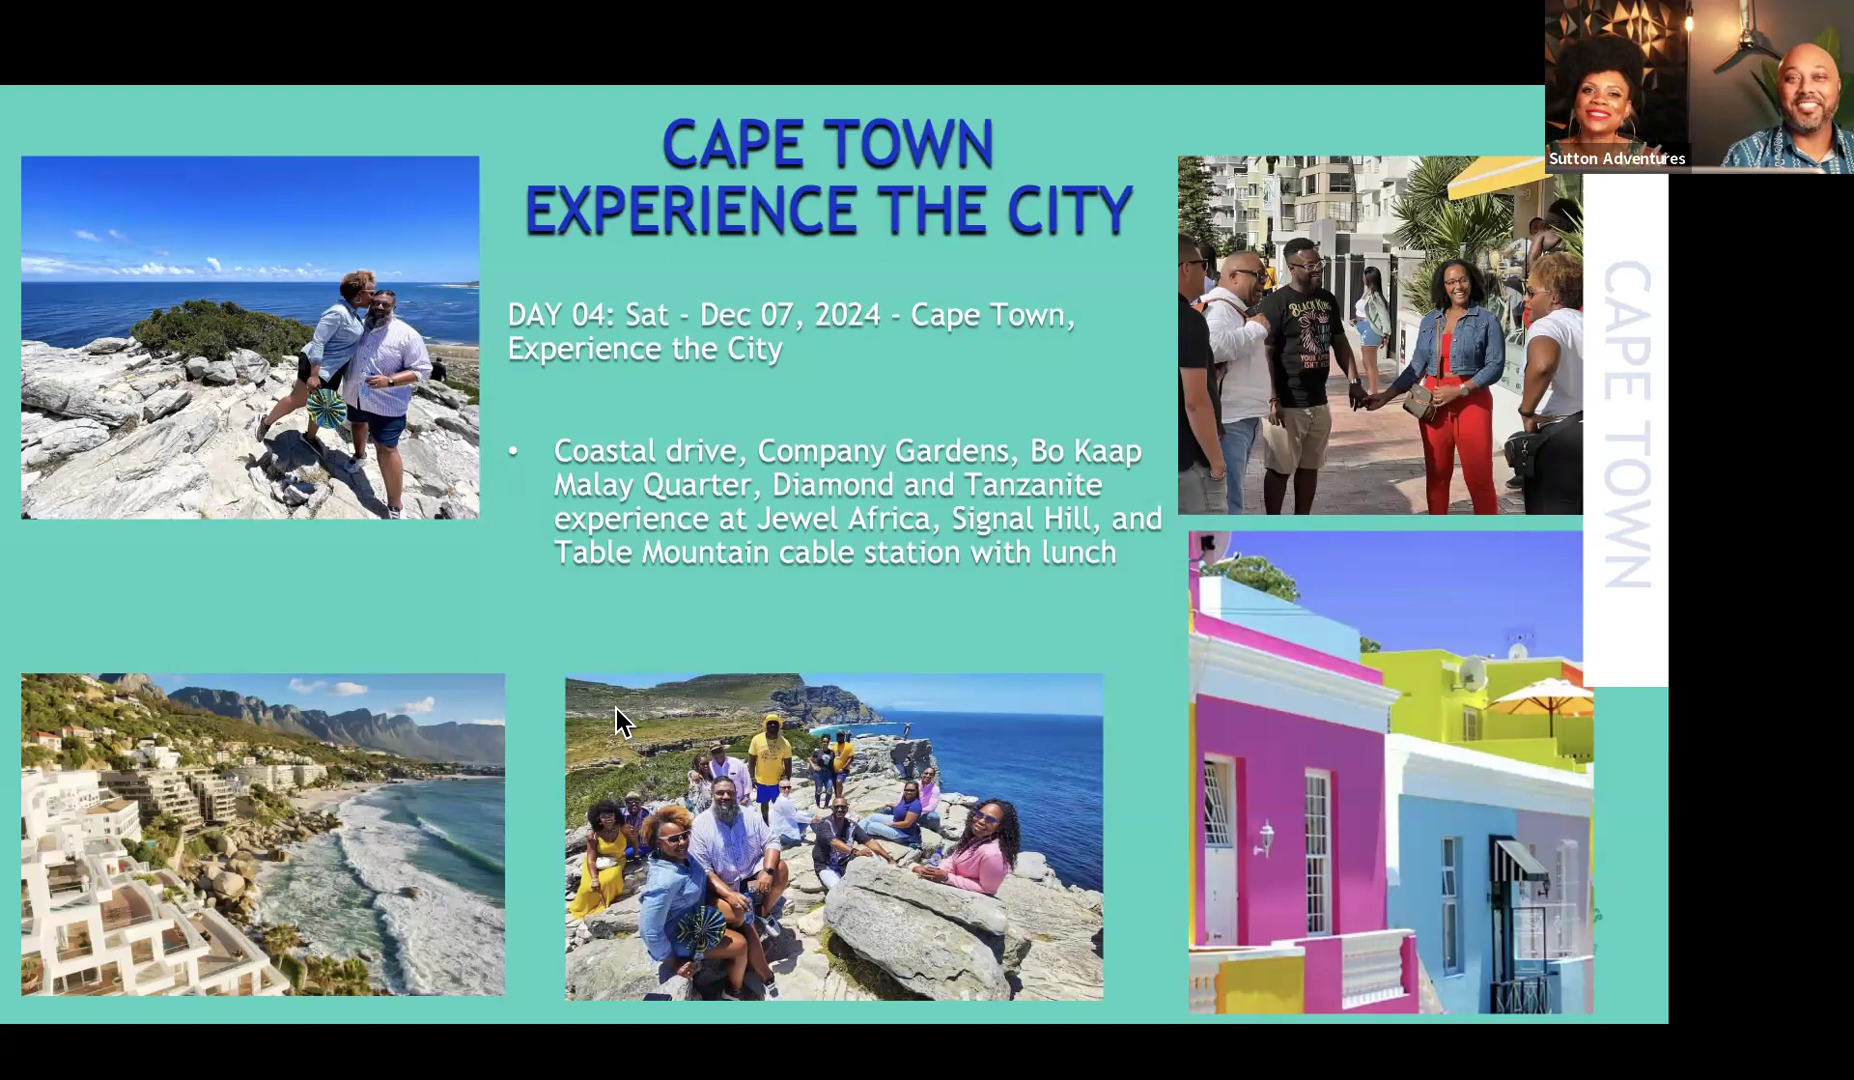 Sutton Adventures
CAPE TOWN
EXPERIENCE THE CITY
DAY 04: Sat - Dec 07, 2024 - Cape Town,
Experience the City
• Coastal drive, Company Gardens, Bo Kaap
Malay Quarter, Diamond and Tanzanite
experience at Jewel Africa, Signal Hill, and
Table Mountain cable station with lunch
CAPE TOWN
BLACK KING